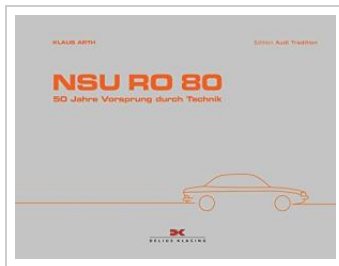 KLAUS ARTH
Edition Audi Tradition
NSU RO 80
50 Jahre Vorsprung durch Technik
DELIUS KLASING